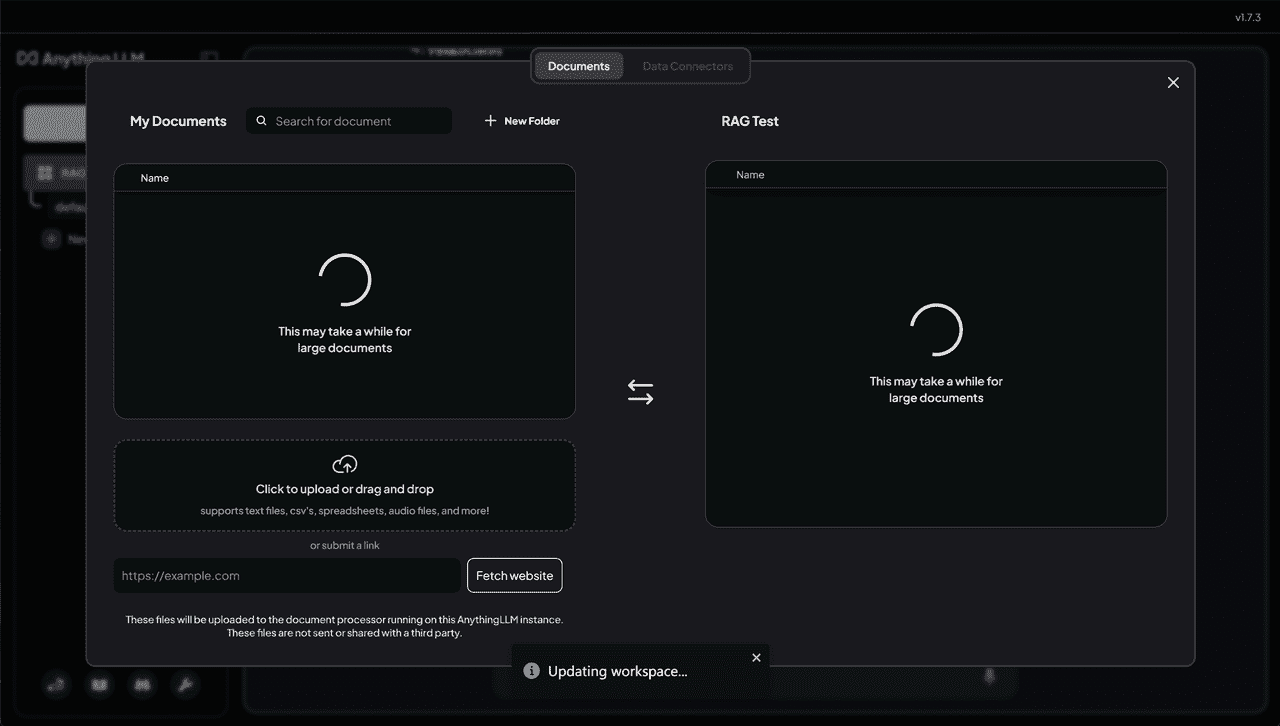 v1.7.3
AnythingLLM
Documents
Data Connectors
My Documents
Search for document
New Folder
RAG Test
Name
Name
This may take a while for
large documents
This may take a while for
large documents
Click to upload or drag and drop
supports text files, csv's, spreadsheets, audio files, and more!
or submit a link
https://example.com
Fetch website
These files will be uploaded to the document processor running on this AnythingLLM instance.
These files are not sent or shared with a third party.
Updating workspace...